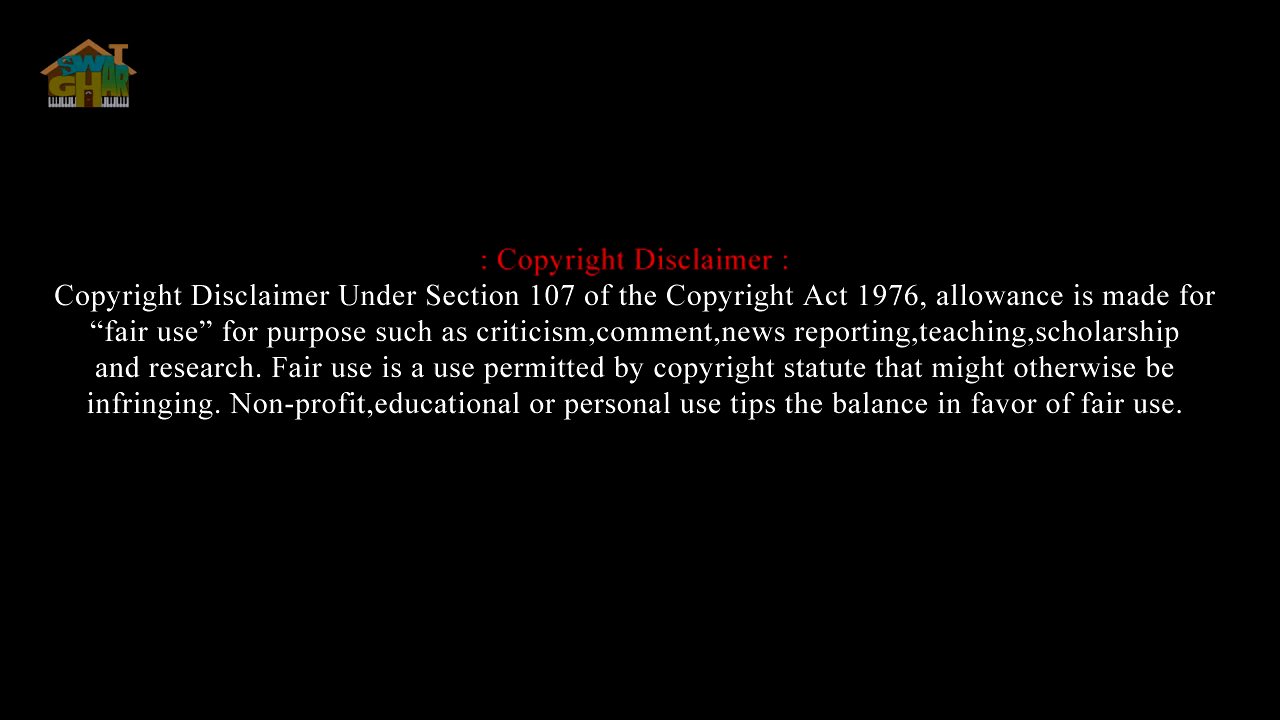 SWIT
GHAR
: Copyright Disclaimer :
Copyright Disclaimer Under Section 107 of the Copyright Act 1976, allowance is made for
“fair use” for purpose such as criticism,comment,news reporting,teaching,scholarship
and research. Fair use is a use permitted by copyright statute that might otherwise be
infringing. Non-profit,educational or personal use tips the balance in favor of fair use.